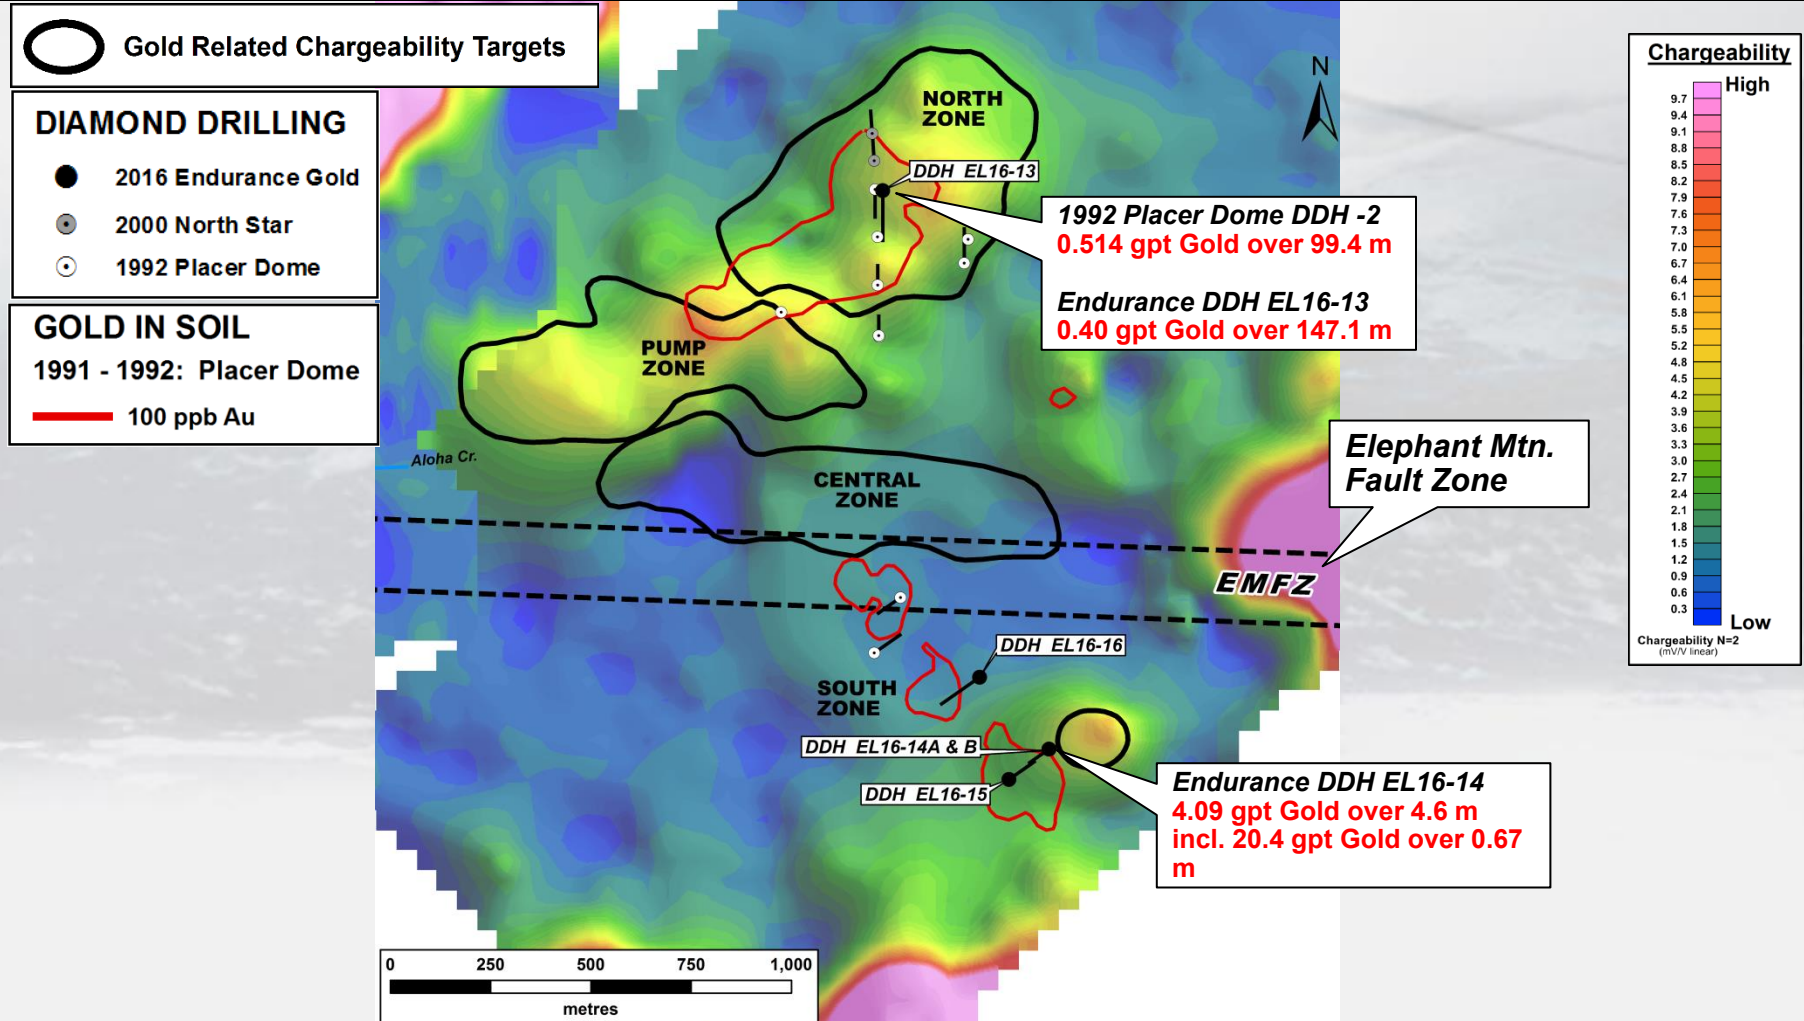 Gold Related Chargeability Targets
DIAMOND DRILLING
2016 Endurance Gold
2000 North Star
1992 Placer Dome
GOLD IN SOIL
1991 - 1992: Placer Dome
100 ppb Au
NORTH
ZONE
DDH EL16-13
1992 Placer Dome DDH -2
0.514 gpt Gold over 99.4 m
Endurance DDH EL16-13
0.40 gpt Gold over 147.1 m
PUMP
ZONE
Aloha Cr.
CENTRAL
ZONE
Elephant Mtn.
Fault Zone
EMFZ
DDH EL16-16
SOUTH
ZONE
DDH EL16-14A & B
DDH EL16-15
Endurance DDH EL16-14
4.09 gpt Gold over 4.6 m
incl. 20.4 gpt Gold over 0.67
m
N
0 250 500 750 1,000
metres
Chargeability
High
9.7
9.4
9.1
8.8
8.5
8.2
7.9
7.6
7.3
7.0
6.7
6.4
6.1
5.8
5.5
5.2
4.8
4.5
4.2
3.9
3.6
3.3
3.0
2.7
2.4
2.1
1.8
1.5
1.2
0.9
0.6
0.3
Low
Chargeability N=2
(mV/V linear)